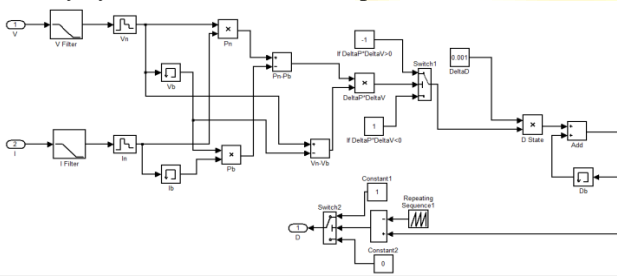 1
V
V Filter
Vn
Vb
×
Pn
+
−
Pn-Pb
-1
If DeltaP*DeltaV>0
×
DeltaP*DeltaV
Switch1
0.001
DeltaD
×
D State
+
+
Add
Db
2
I
I Filter
In
Ib
×
Pb
+
−
Vn-Vb
1
If DeltaP*DeltaV<0
Constant1
1
Switch2
1
D
−
+
Repeating
Sequence1
Constant2
0